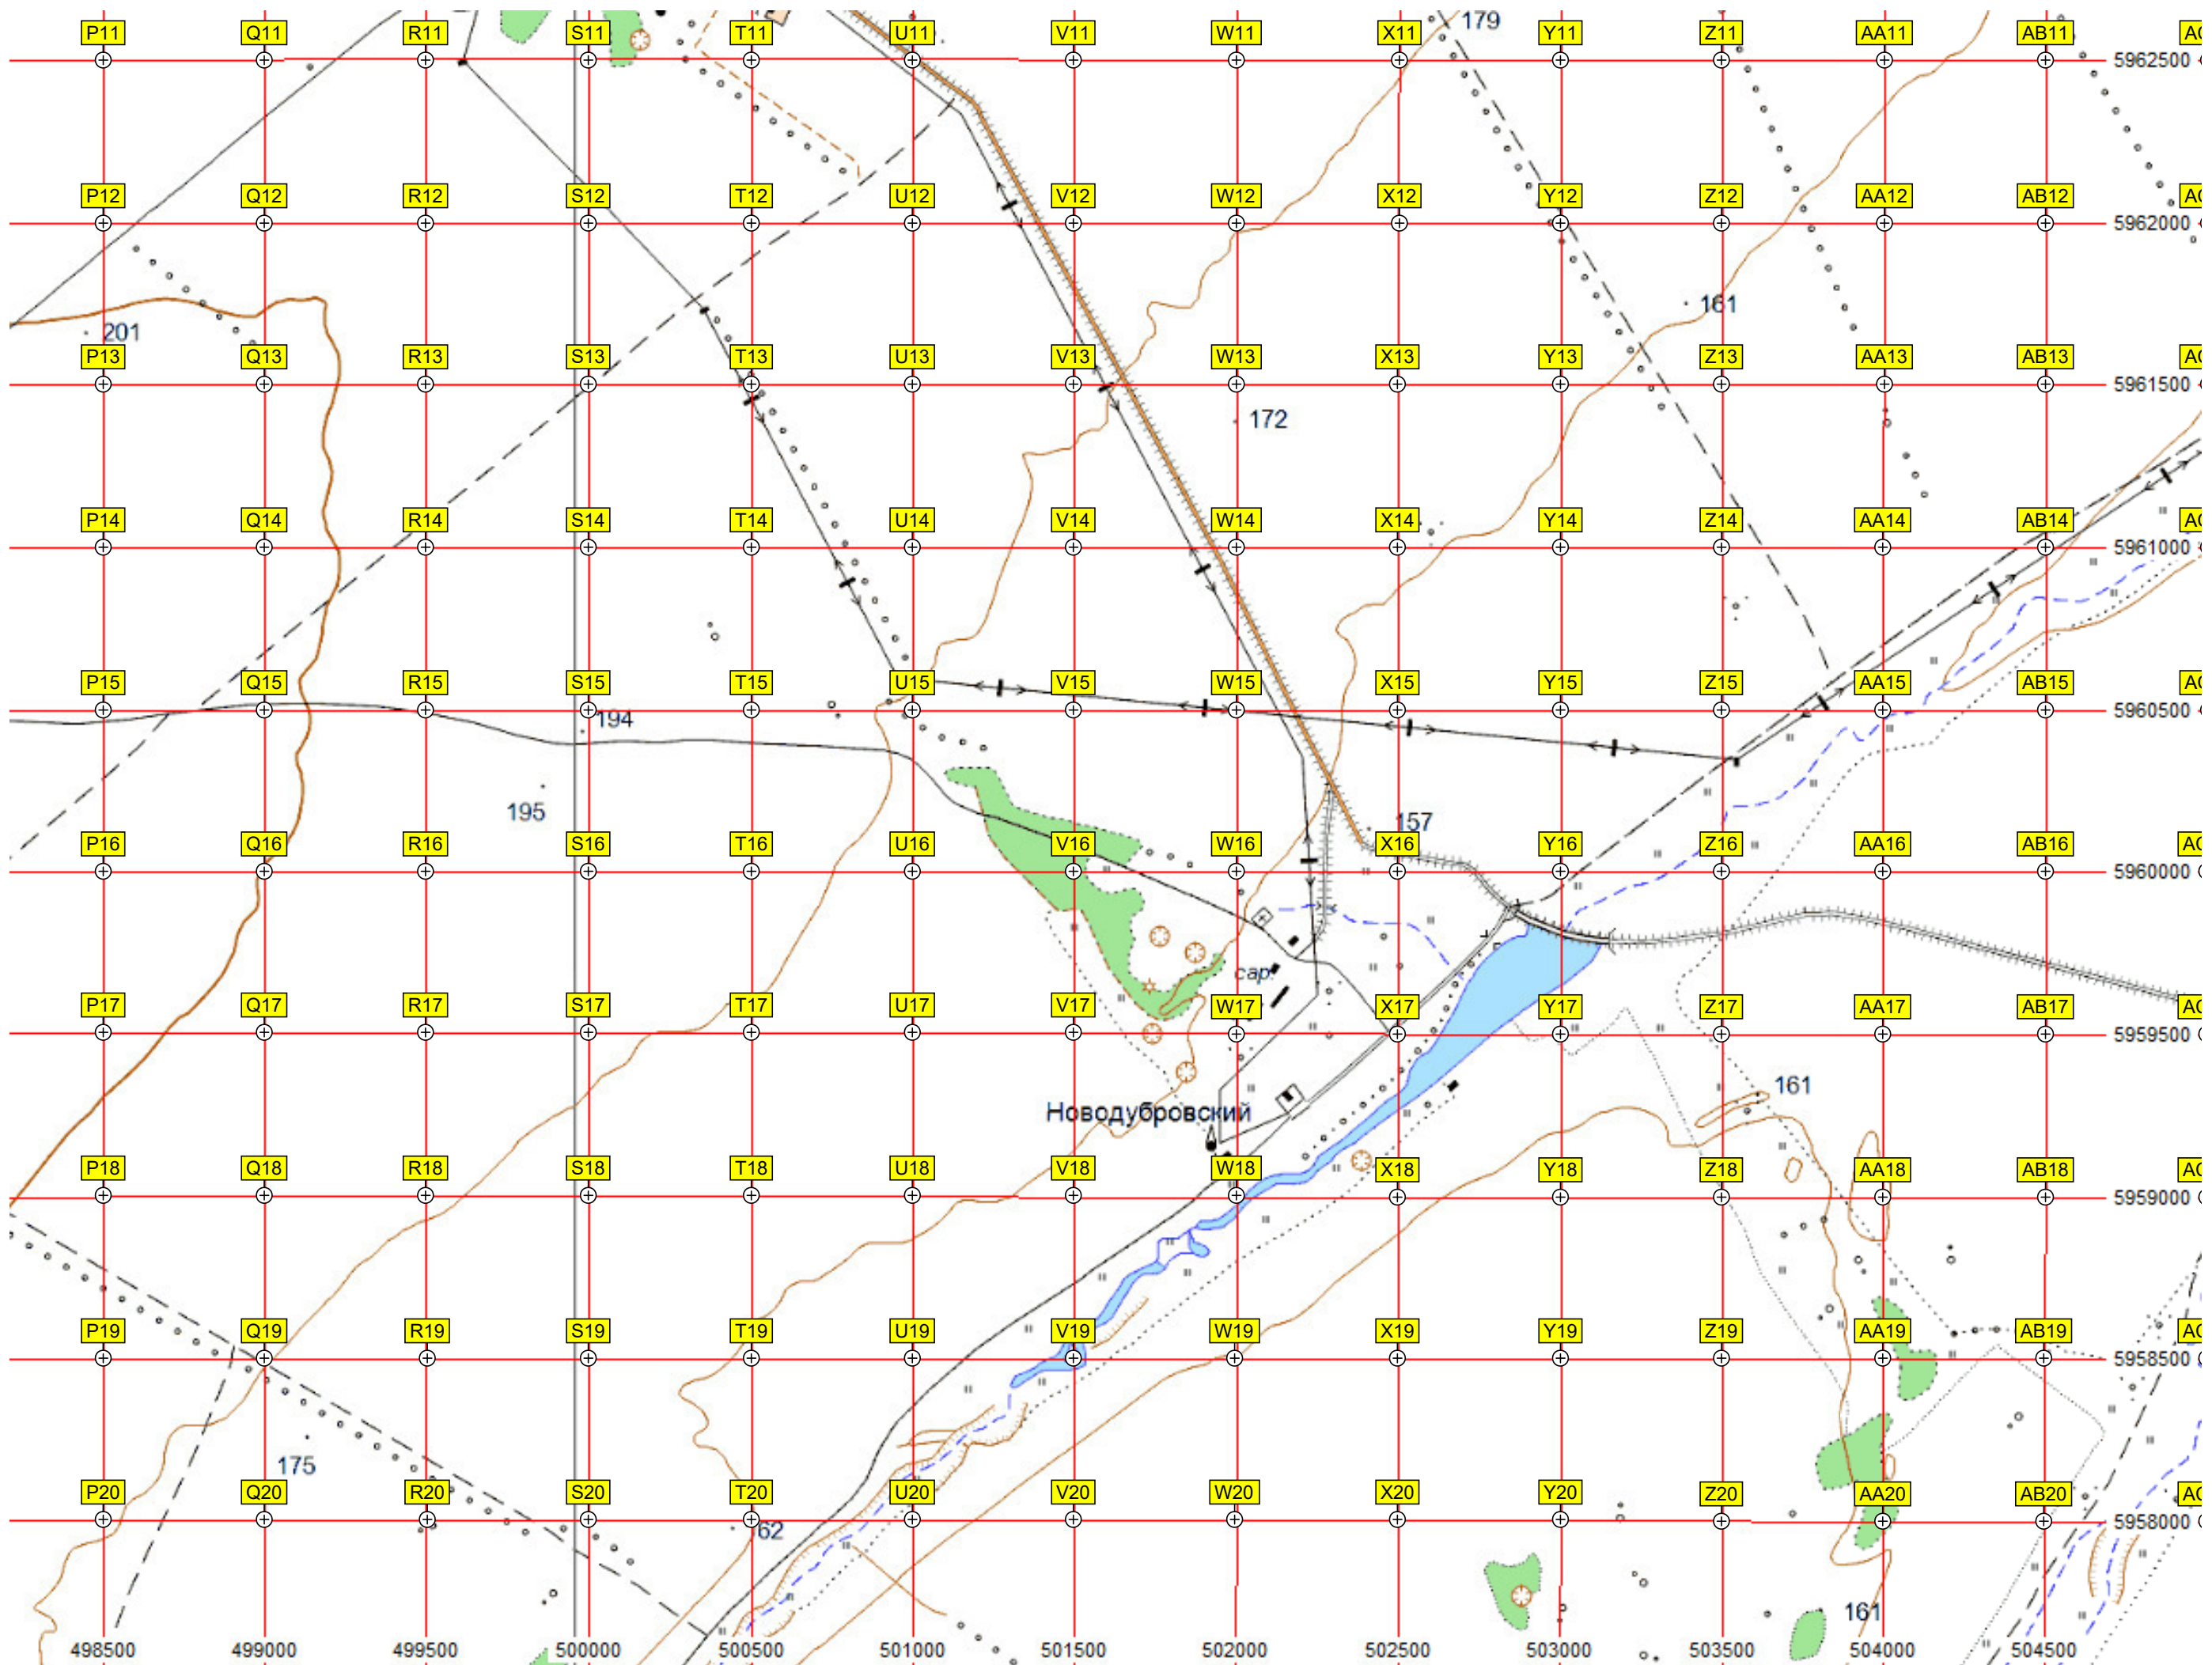 179
P11 Q11 R11 S11 T11 U11 V11 W11 X11 Y11 Z11 AA11 AB11
5962500
P12 Q12 R12 S12 T12 U12 V12 W12 X12 Y12 Z12 AA12 AB12
5962000
161
201
P13 Q13 R13 S13 T13 U13 V13 W13 X13 Y13 Z13 AA13 AB13
5961500
172
P14 Q14 R14 S14 T14 U14 V14 W14 X14 Y14 Z14 AA14 AB14
5961000
P15 Q15 R15 S15 T15 U15 V15 W15 X15 Y15 Z15 AA15 AB15
5960500
194
195
157
P16 Q16 R16 S16 T16 U16 V16 W16 X16 Y16 Z16 AA16 AB16
5960000
сар.
P17 Q17 R17 S17 T17 U17 V17 W17 X17 Y17 Z17 AA17 AB17
5959500
161
Новодубровский
P18 Q18 R18 S18 T18 U18 V18 W18 X18 Y18 Z18 AA18 AB18
5959000
P19 Q19 R19 S19 T19 U19 V19 W19 X19 Y19 Z19 AA19 AB19
5958500
175
P20 Q20 R20 S20 T20 U20 V20 W20 X20 Y20 Z20 AA20 AB20
5958000
62
161
498500 499000 499500 500000 500500 501000 501500 502000 502500 503000 503500 504000 504500